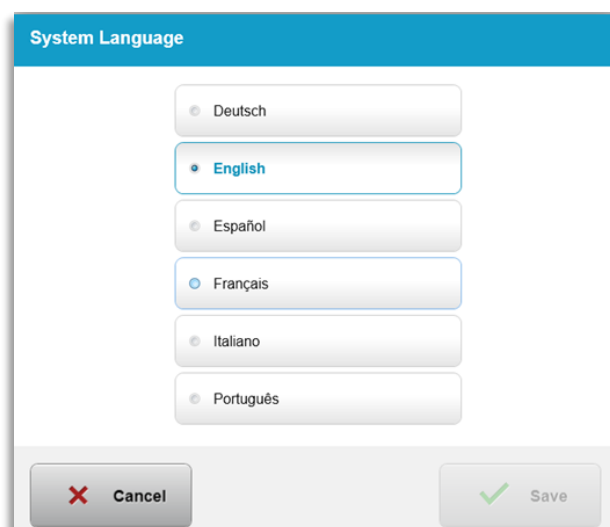 System Language
Deutsch
English
Español
Français
Italiano
Português
Cancel
Save